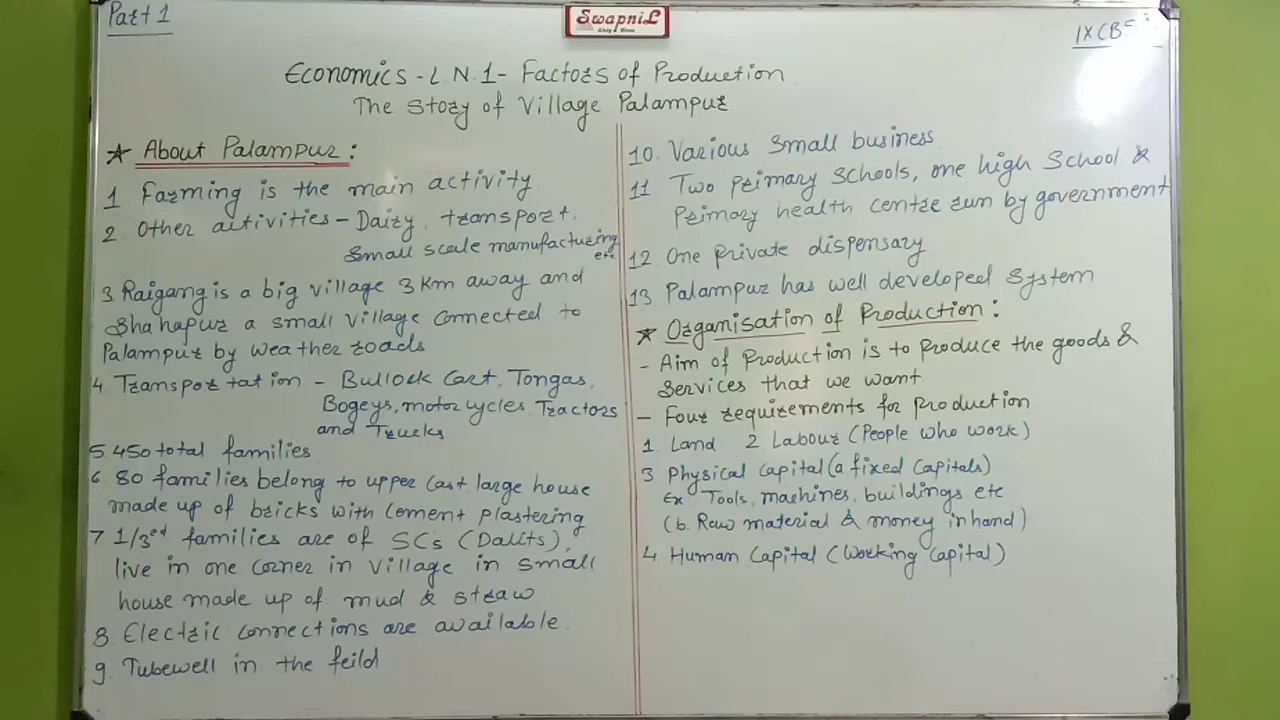 Part 1
SwapniL
IX CBS
Economics - L N. 1 - Factors of Production
The Story of Village Palampur
★ About Palampur :
1 Farming is the main activity
2. Other activities - Dairy, transport,
Small scale manufacturing
etc
3 Raigang is a big village 3 Km away and
Shahapur a small village Connected to
Palampur by weather roads
4. Transportation - Bullock Cart, Tongas,
Bogeys, motor cycles, Tractors
and Trucks
5. 450 total families
6. 80 families belong to upper Cast large house
made up of bricks with Cement plastering
7 1/3rd families are of SCs (Dalits),
live in one corner in village in small
house made up of mud & straw
8. Electric connections are available.
9. Tubewell in the feild
10. Various Small business
11 Two primary Schools, one high School &
Primary health centre run by government
12 One private dispensary
13 Palampur has well developed System
★ Organisation of Production :
- Aim of Production is to produce the goods &
Services that we want
- Four requirements for production
1. Land 2 Labour (People who work)
3 Physical Capital (a fixed Capitals)
Ex. Tools, machines, buildings etc
(b. Raw material & money in hand)
4 Human Capital (Working Capital)